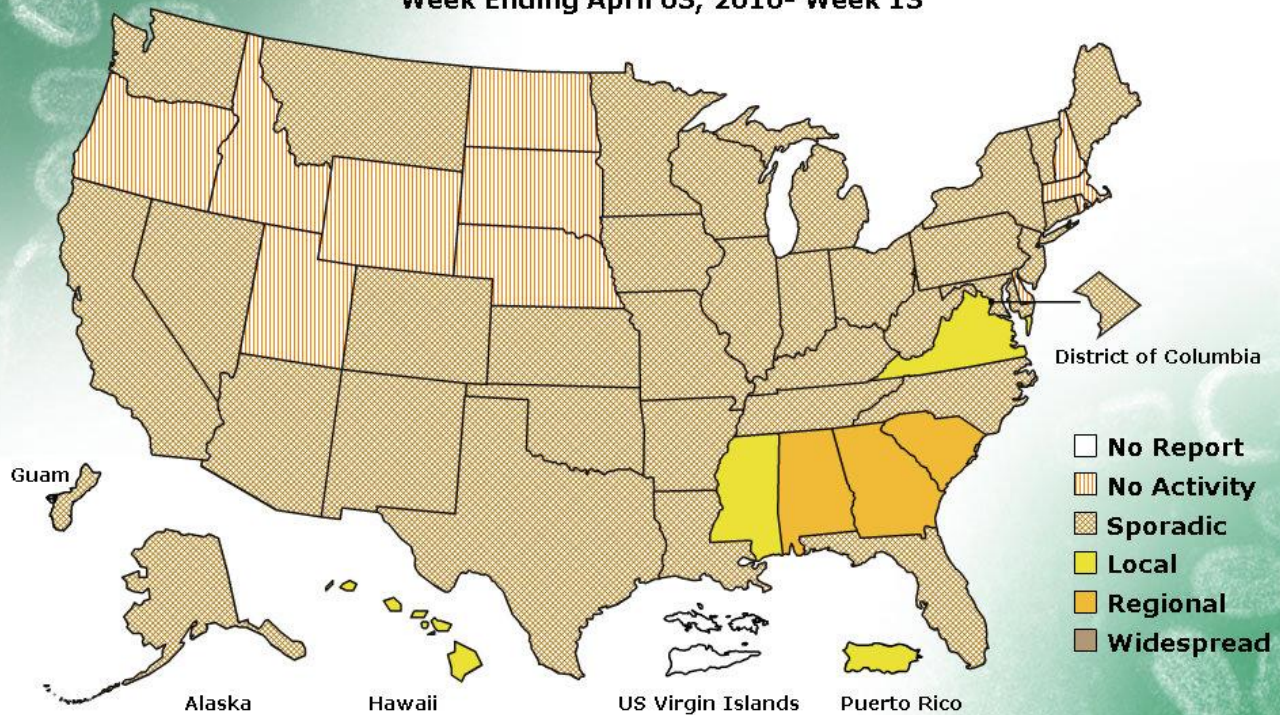 Week Ending April 03, 2010- Week 13
District of Columbia
Guam
No Report
No Activity
Sporadic
Local
Regional
Widespread
Alaska
Hawaii
US Virgin Islands
Puerto Rico